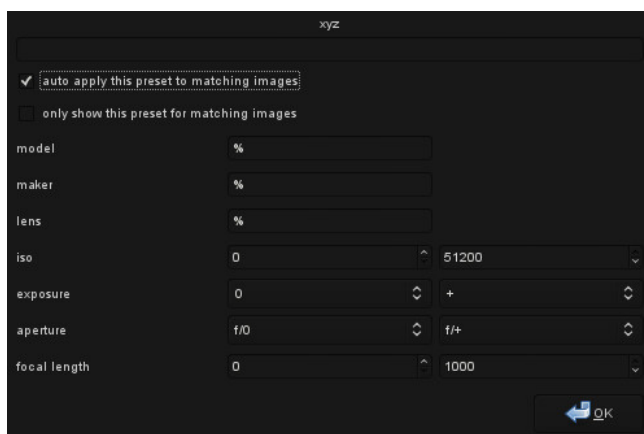 xyz
auto apply this preset to matching images
only show this preset for matching images
model %
maker %
lens %
iso 0 51200
exposure 0 +
aperture f/0 f/+
focal length 0 1000
OK